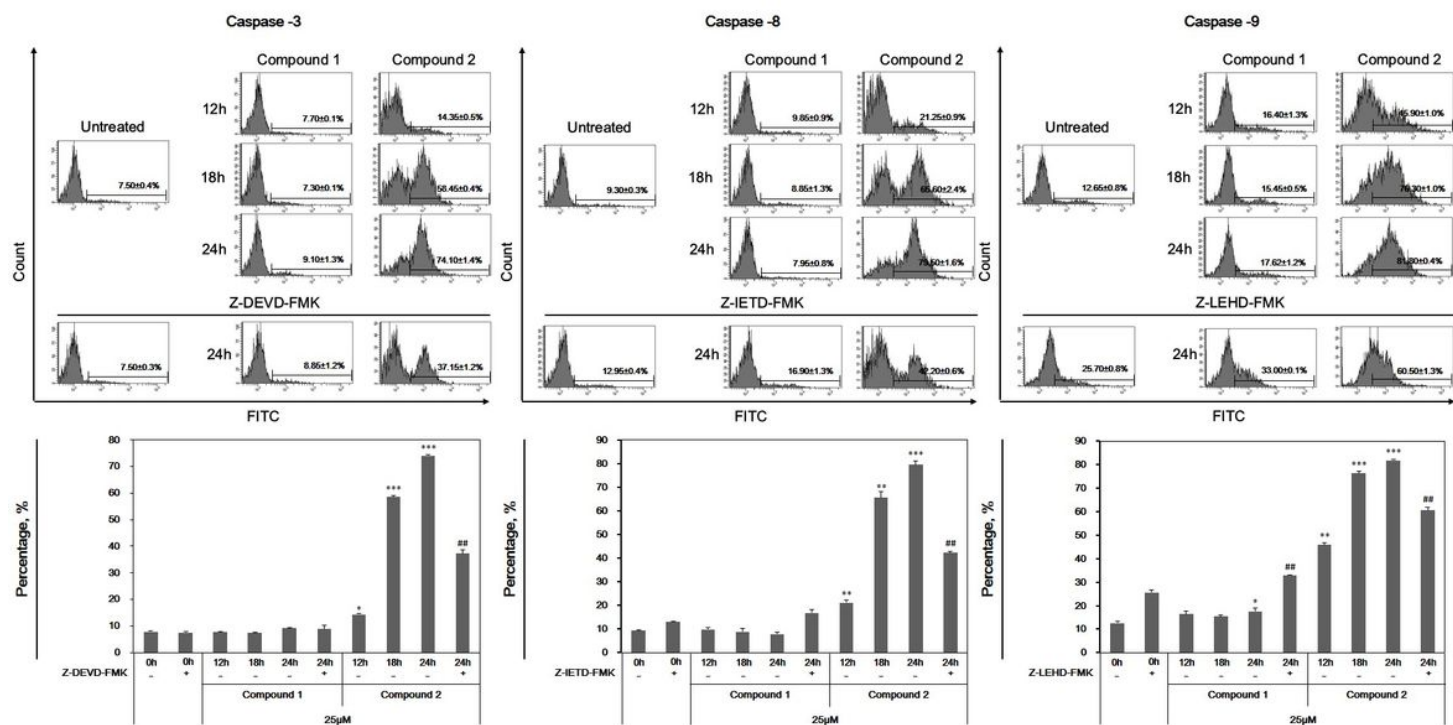 Caspase -3
Compound 1
Compound 2
12h
7.70±0.1%
14.35±0.5%
Untreated
7.50±0.4%
18h
7.30±0.1%
58.45±0.4%
24h
9.10±1.3%
74.10±1.4%
Count
Z-DEVD-FMK
24h
7.50±0.3%
8.85±1.2%
37.15±1.2%
FITC
Caspase -8
Compound 1
Compound 2
12h
9.85±0.9%
21.25±0.9%
Untreated
9.30±0.3%
18h
8.85±1.3%
65.60±2.4%
24h
7.95±0.8%
79.50±1.6%
Count
Z-IETD-FMK
24h
12.95±0.4%
16.90±1.3%
42.20±0.6%
FITC
Caspase -9
Compound 1
Compound 2
12h
16.40±1.3%
45.90±1.0%
Untreated
12.65±0.8%
18h
15.45±0.5%
76.30±1.0%
24h
17.62±1.2%
81.80±0.4%
Count
Z-LEHD-FMK
24h
25.70±0.8%
33.00±0.1%
60.50±1.3%
FITC
Percentage, %
80
70
60
50
40
30
20
10
0
* *** *** ##
0h 0h 12h 18h 24h 24h 12h 18h 24h 24h
Z-DEVD-FMK – + – – – + – – – +
Compound 1 Compound 2
25μM
Percentage, %
90
80
70
60
50
40
30
20
10
0
** ** *** ##
0h 0h 12h 18h 24h 24h 12h 18h 24h 24h
Z-IETD-FMK – + – – – + – – – +
Compound 1 Compound 2
25μM
Percentage, %
90
80
70
60
50
40
30
20
10
0
* ## ** *** *** ##
0h 0h 12h 18h 24h 24h 12h 18h 24h 24h
Z-LEHD-FMK – + – – – + – – – +
Compound 1 Compound 2
25μM